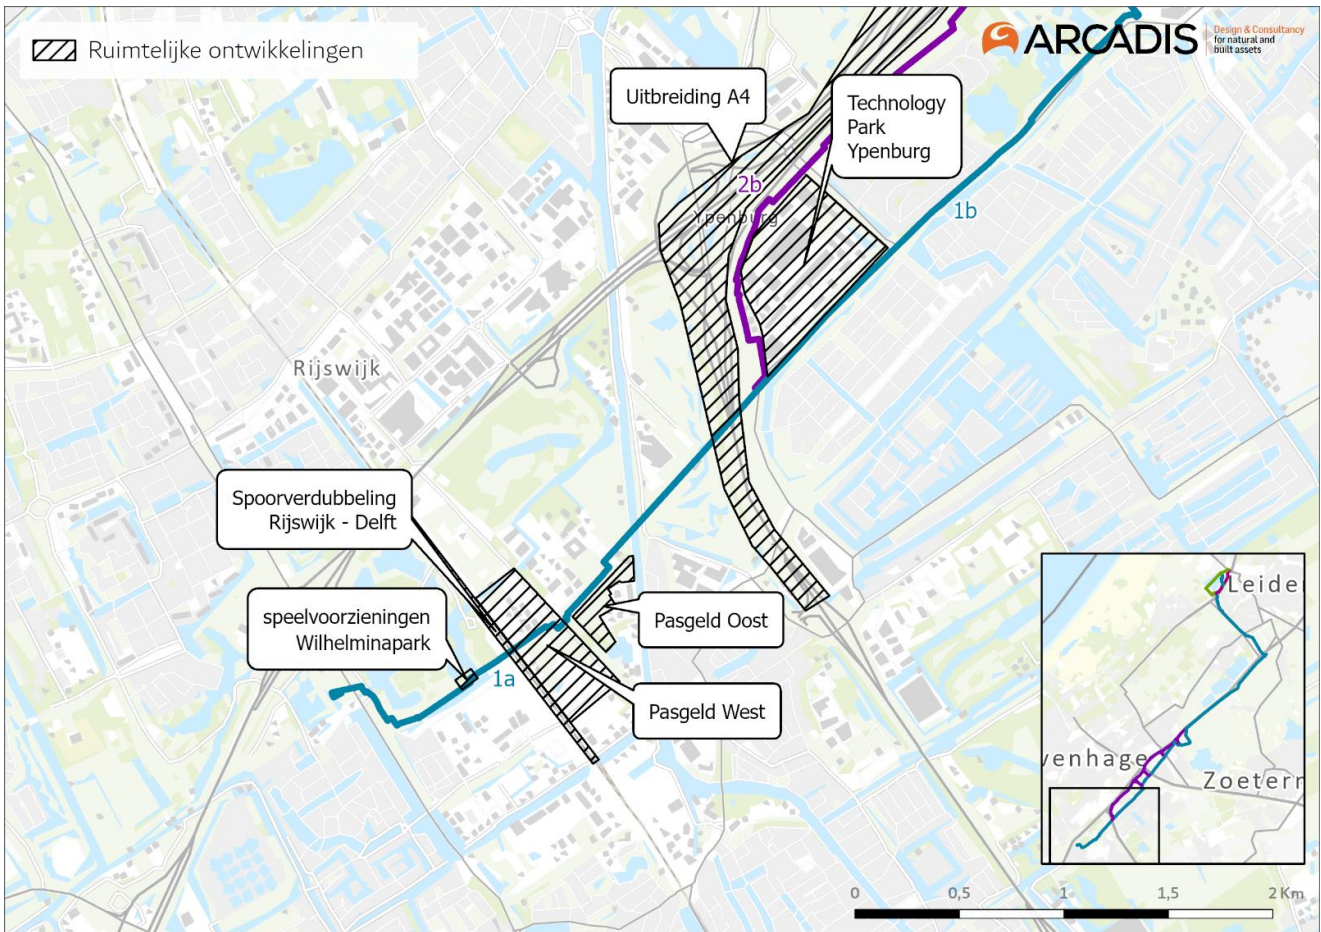 Ruimtelijke ontwikkelingen
ARCADIS
Design & Consultancy
for natural and
built assets
Uitbreiding A4
Technology
Park
Ypenburg
2b
Ypenburg
1b
Rijswijk
Spoorverdubbeling
Rijswijk - Delft
speelvoorzieningen
Wilhelminapark
1a
Pasgeld Oost
Pasgeld West
Leider
venhage
Zoeterm
0
0,5
1
1,5
2 Km